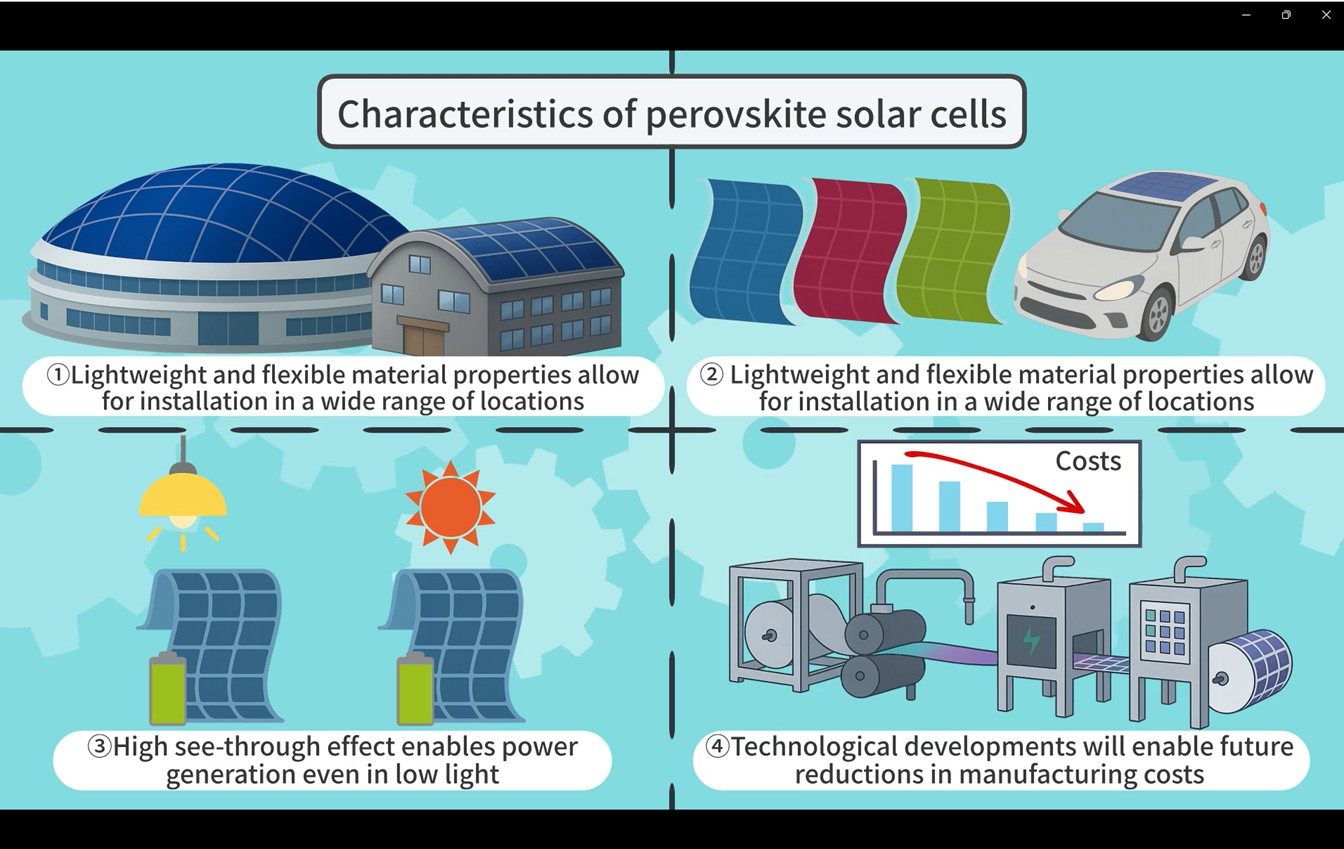 Characteristics of perovskite solar cells
①Lightweight and flexible material properties allow
for installation in a wide range of locations
② Lightweight and flexible material properties allow
for installation in a wide range of locations
Costs
③High see-through effect enables power
generation even in low light
④Technological developments will enable future
reductions in manufacturing costs